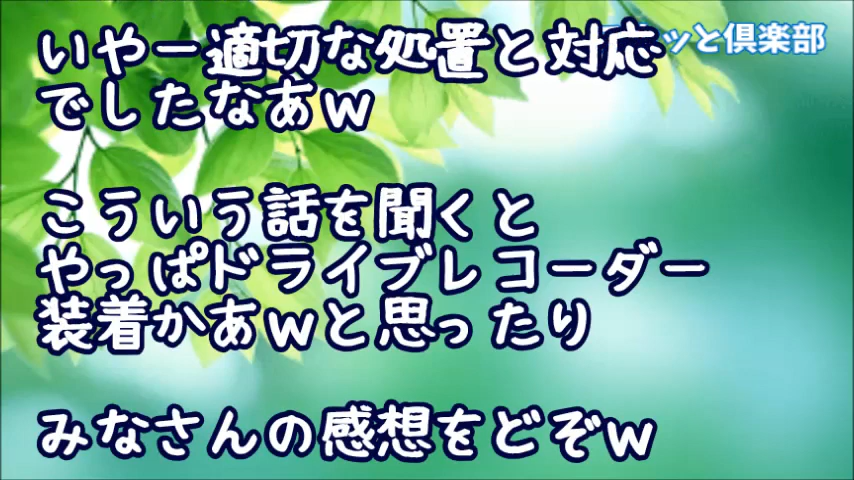 いやー適切な処置と対応
ッと倶楽部
でしたなあｗ
こういう話を聞くと
やっぱドライブレコーダー
装着かあｗと思ったり
みなさんの感想をどぞｗ